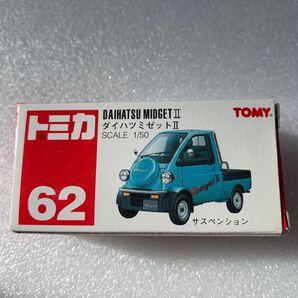 トミカ
62
DAIHATSU MIDGET II
ダイハツミゼットII
SCALE 1/50
TOMY
Midget II
サスペンション